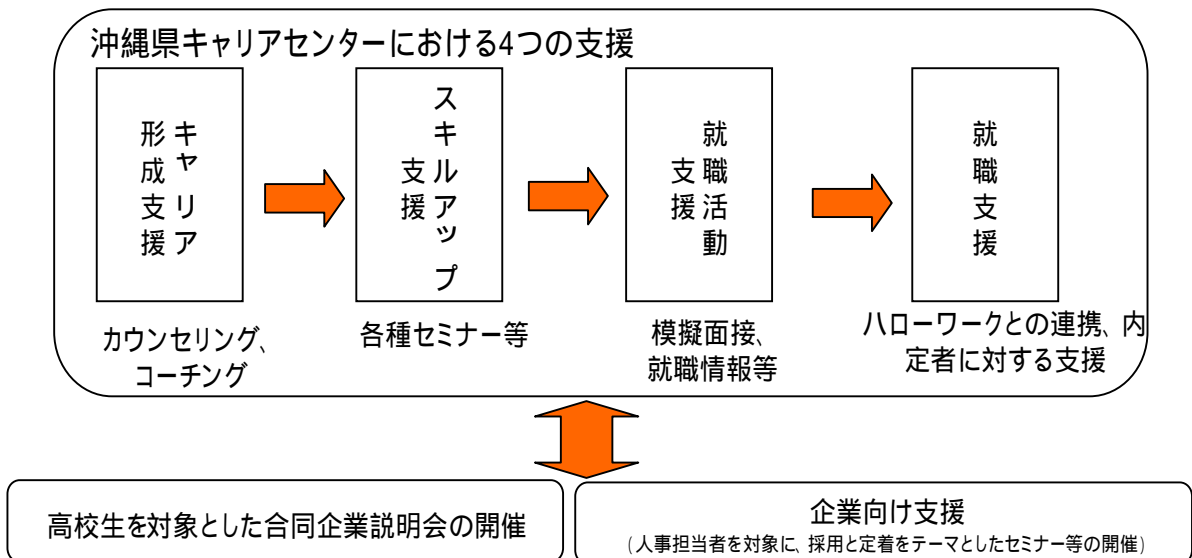 沖縄県キャリアセンターにおける4つの支援
キャリア
形成支援
スキルアップ
支援
就職活動
支援
就職支援
カウンセリング、
コーチング
各種セミナー等
模擬面接、
就職情報等
ハローワークとの連携、内
定者に対する支援
高校生を対象とした合同企業説明会の開催
企業向け支援
(人事担当者を対象に、採用と定着をテーマとしたセミナー等の開催)